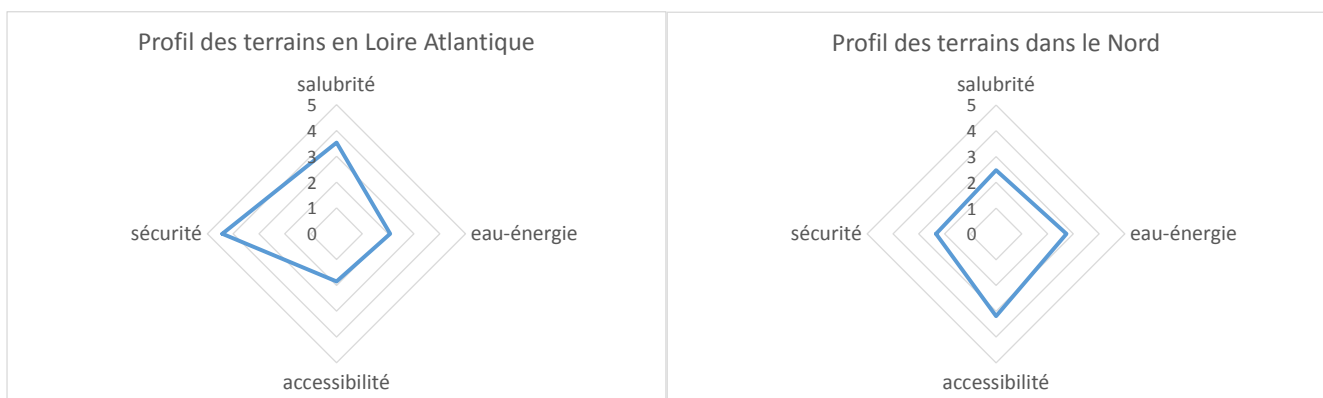 Profil des terrains en Loire Atlantique
salubrité
5
4
3
2
1
0
sécurité
eau-énergie
accessibilité
Profil des terrains dans le Nord
salubrité
5
4
3
2
1
0
sécurité
eau-énergie
accessibilité